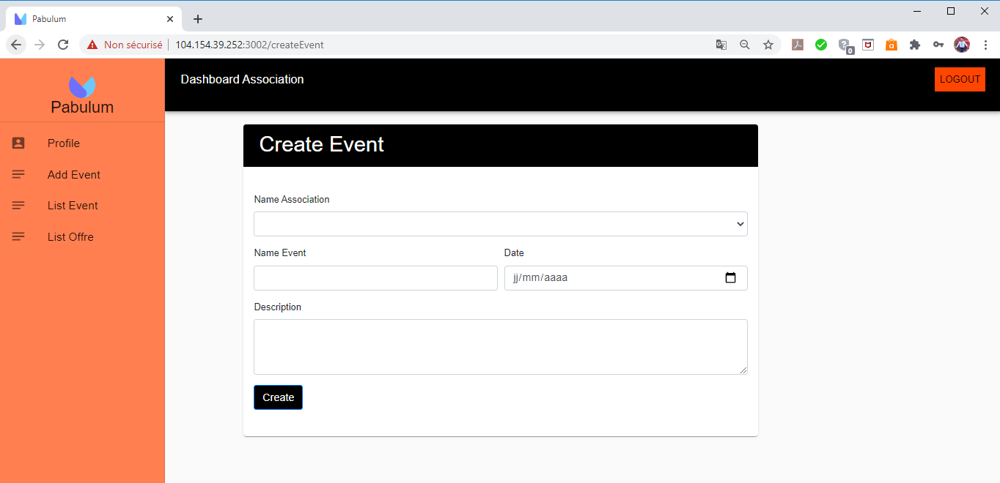 Pabulum
Non sécurisé 104.154.39.252:3002/createEvent
0
Pabulum
Profile
Add Event
List Event
List Offre
Dashboard Association
LOGOUT
Create Event
Name Association
Name Event
Date
jj/mm/aaaa
Description
Create